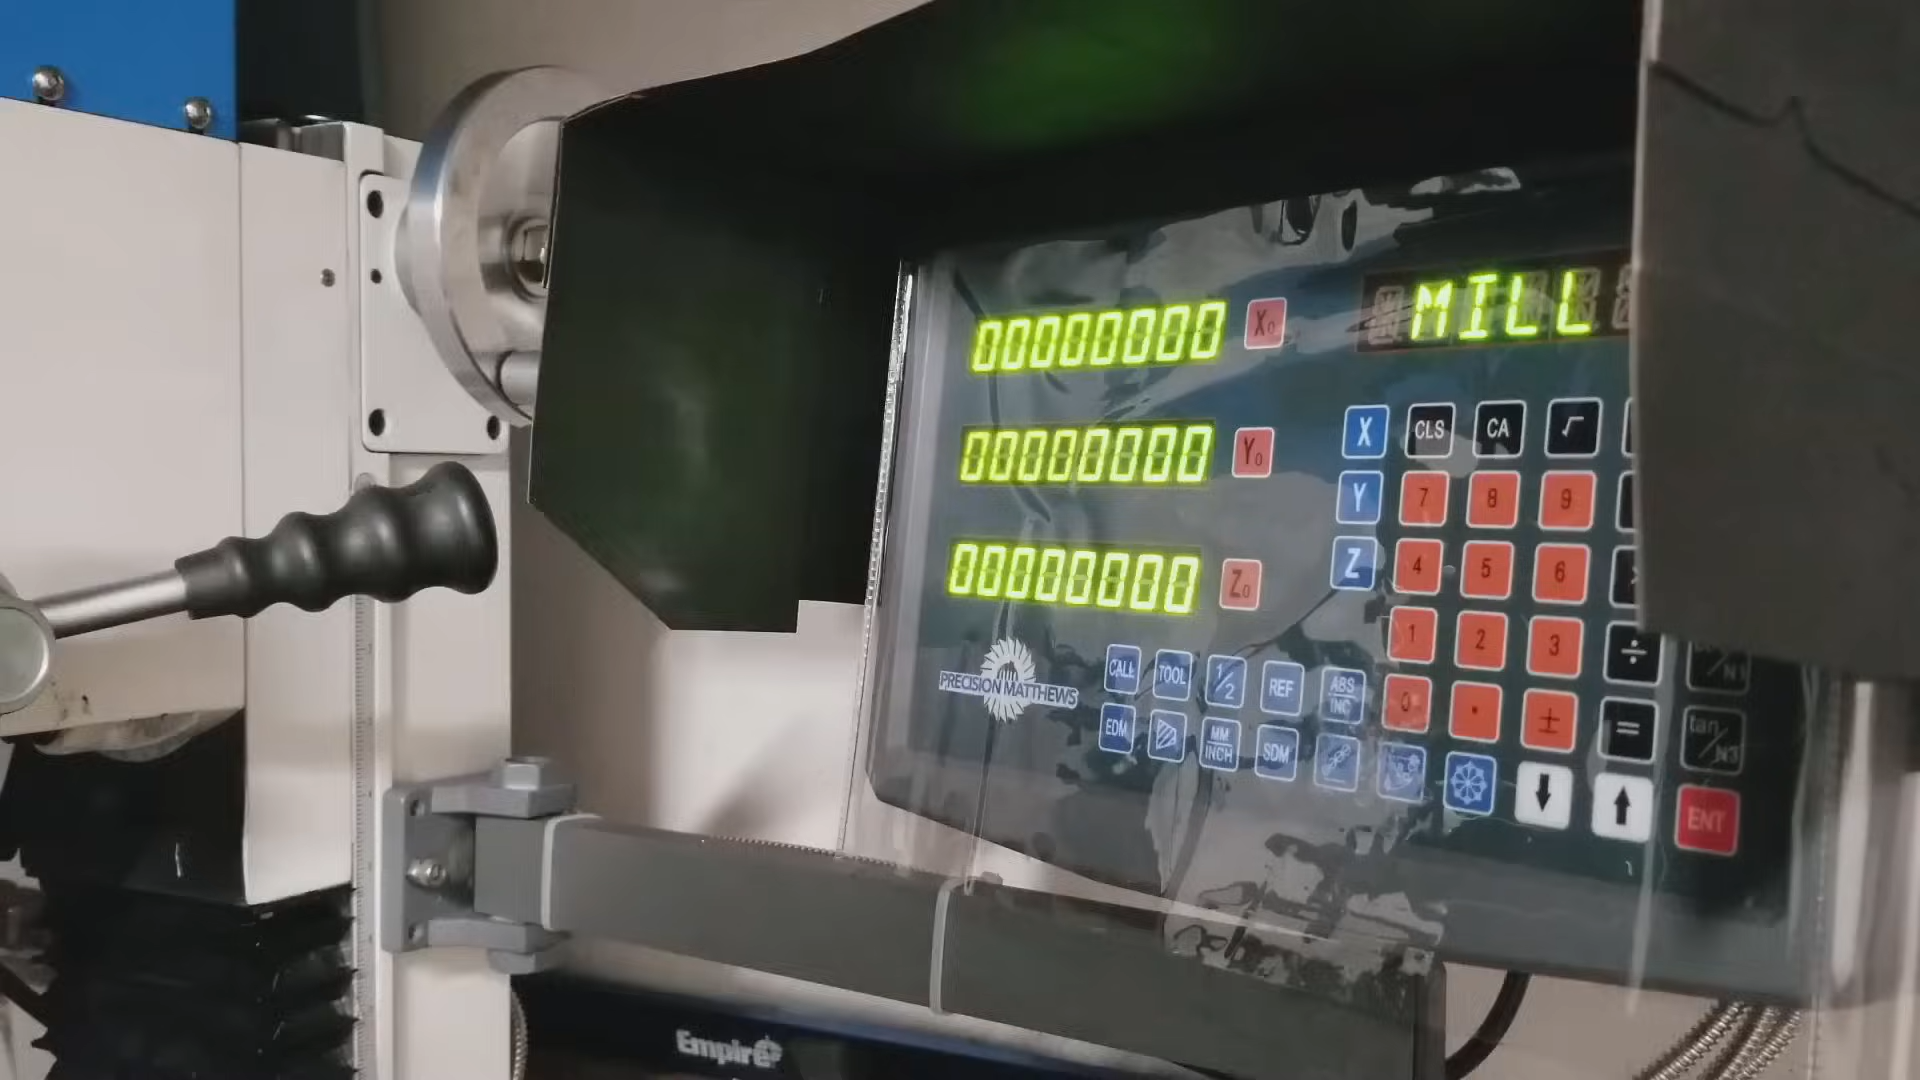 00000000 X₀ MILL
00000000 Y₀
00000000 Z₀
X CLS CA √
Y 7 8 9
Z 4 5 6
1 2 3 ÷
0 . ± =
PRECISION MATTHEWS
CALL TOOL 1/2 REF ABS/INC
EDM MM/INCH SDM
tan
ENT
Empire